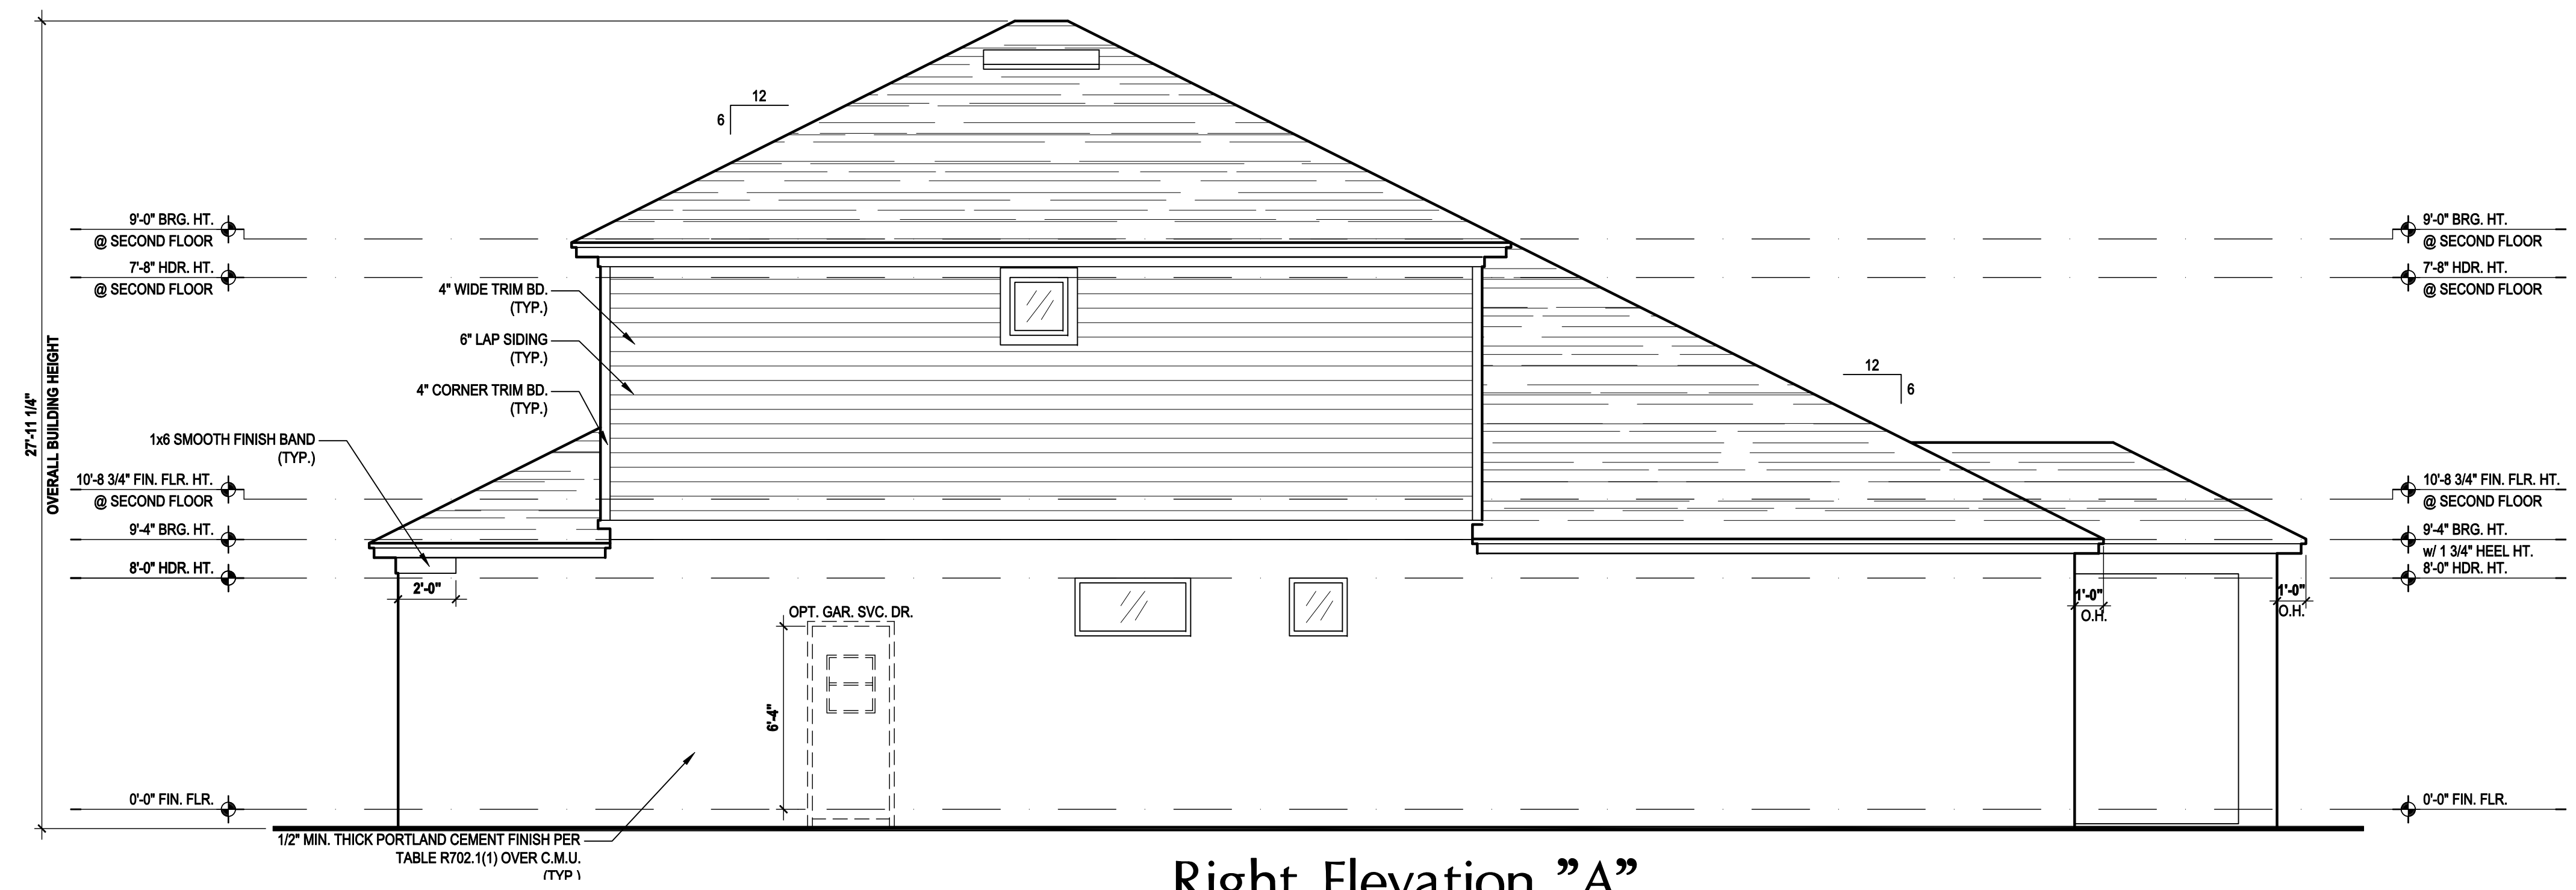 12
6
9'-0" BRG. HT.
@ SECOND FLOOR
7'-8" HDR. HT.
@ SECOND FLOOR
9'-0" BRG. HT.
@ SECOND FLOOR
7'-8" HDR. HT.
@ SECOND FLOOR
4" WIDE TRIM BD.
(TYP.)
6" LAP SIDING
(TYP.)
4" CORNER TRIM BD.
(TYP.)
12
6
27'-11 1/4"
OVERALL BUILDING HEIGHT
1x6 SMOOTH FINISH BAND
(TYP.)
10'-8 3/4" FIN. FLR. HT.
@ SECOND FLOOR
9'-4" BRG. HT.
8'-0" HDR. HT.
10'-8 3/4" FIN. FLR. HT.
@ SECOND FLOOR
9'-4" BRG. HT.
w/ 1 3/4" HEEL HT.
8'-0" HDR. HT.
2'-0"
1'-0"
O.H.
1'-0"
O.H.
OPT. GAR. SVC. DR.
6'-4"
0'-0" FIN. FLR.
0'-0" FIN. FLR.
1/2" MIN. THICK PORTLAND CEMENT FINISH PER
TABLE R702.1(1) OVER C.M.U.
(TYP.)
Right Elevation "A"